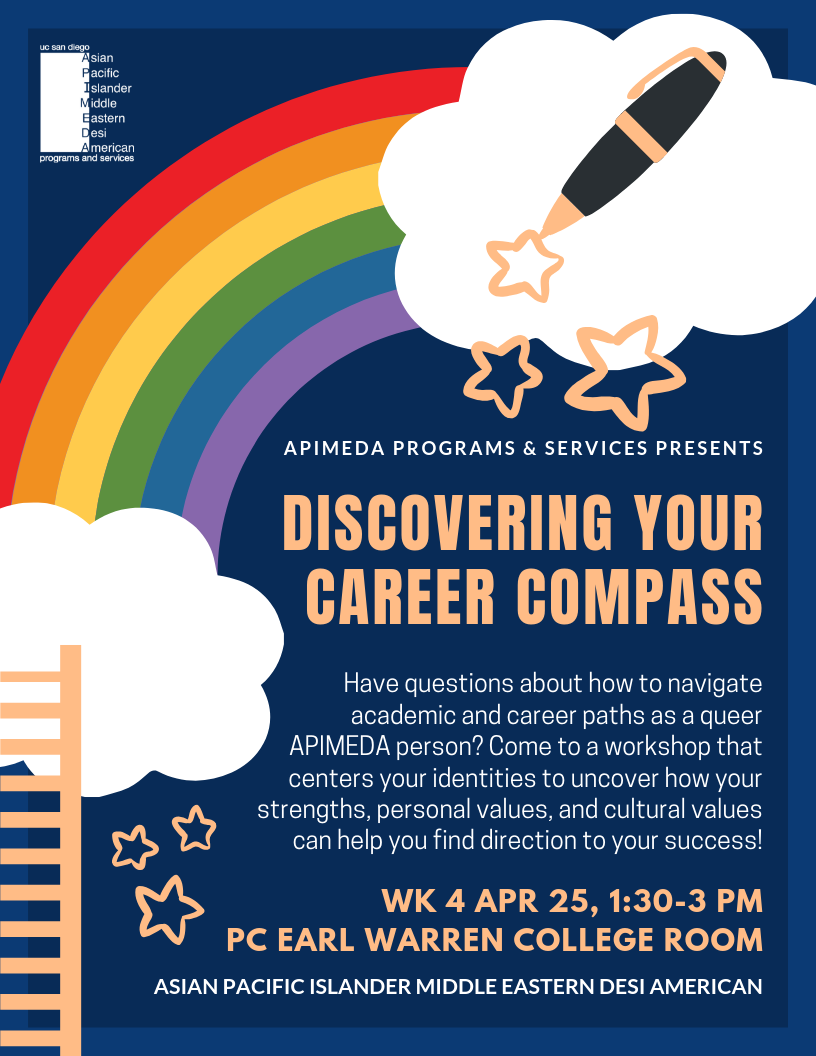 uc san diego
Asian
Pacific
Islander
Middle
Eastern
Desi
American
programs and services
APIMEDA PROGRAMS & SERVICES PRESENTS
DISCOVERING YOUR
CAREER COMPASS
Have questions about how to navigate
academic and career paths as a queer
APIMEDA person? Come to a workshop that
centers your identities to uncover how your
strengths, personal values, and cultural values
can help you find direction to your success!
WK 4 APR 25, 1:30-3 PM
PC EARL WARREN COLLEGE ROOM
ASIAN PACIFIC ISLANDER MIDDLE EASTERN DESI AMERICAN